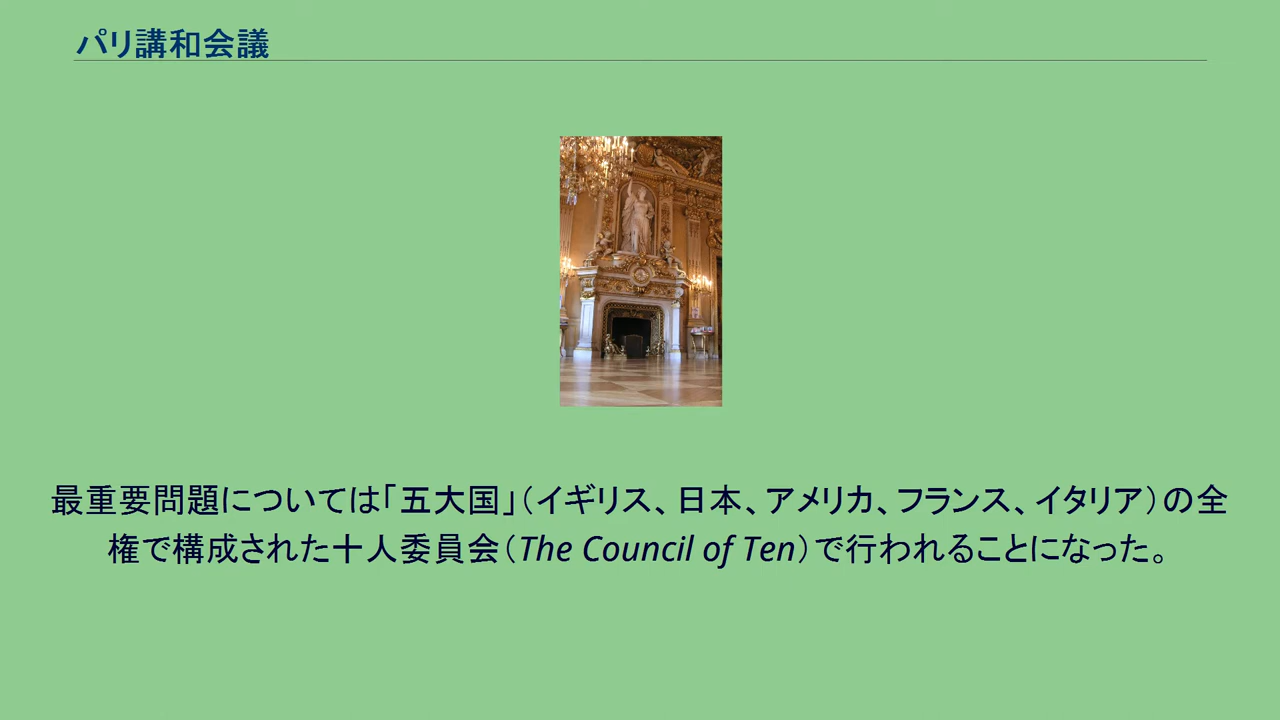 パリ講和会議
最重要問題については「五大国」（イギリス、日本、アメリカ、フランス、イタリア）の全
権で構成された十人委員会（The Council of Ten）で行われることになった。